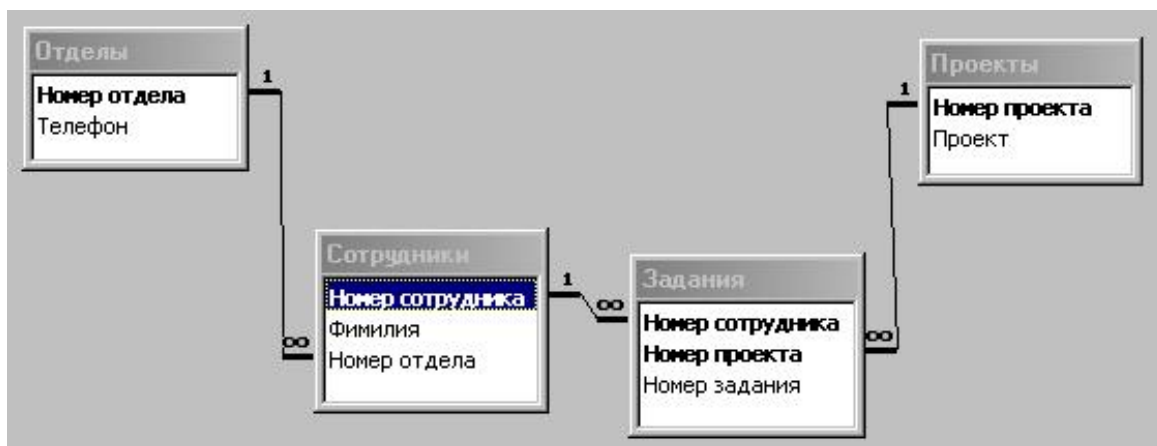 Отделы
Номер отдела
Телефон
1
∞
Сотрудники
Номер сотрудника
Фимилия
Номер отдела
1
∞
Задания
Номер сотрудника
Номер проекта
Номер задания
∞
1
Проекты
Номер проекта
Проект